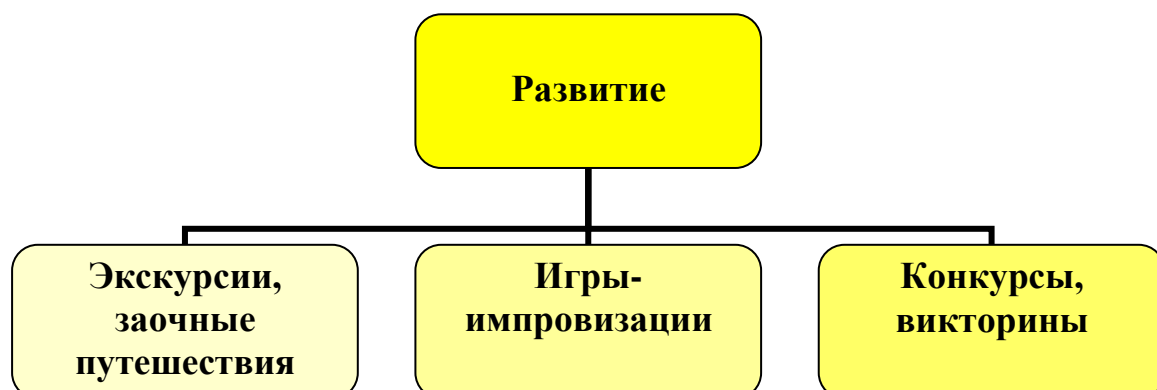 Развитие
Экскурсии,
заочные
путешествия
Игры-
импровизации
Конкурсы,
викторины